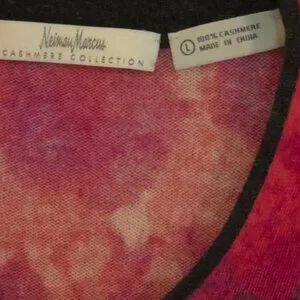 Neiman Marcus
CASHMERE COLLECTION
L
100% CASHMERE
MADE IN CHINA